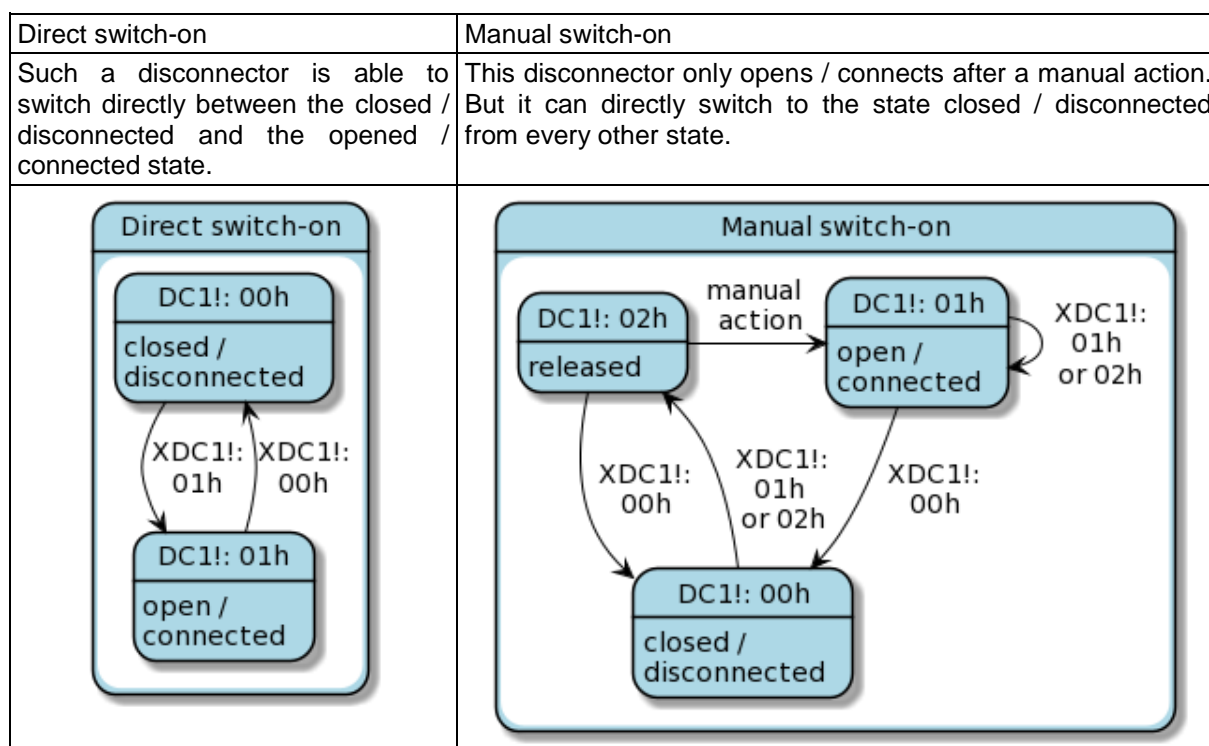 Direct switch-on
Manual switch-on
Such a disconnector is able to
switch directly between the closed /
disconnected and the opened /
connected state.
This disconnector only opens / connects after a manual action.
But it can directly switch to the state closed / disconnected
from every other state.
Direct switch-on
DC1!: 00h
closed /
disconnected
XDC1!:
01h
XDC1!:
00h
DC1!: 01h
open /
connected
Manual switch-on
DC1!: 02h
released
manual
action
DC1!: 01h
open /
connected
XDC1!:
01h
or 02h
XDC1!:
00h
XDC1!:
01h
or 02h
XDC1!:
00h
DC1!: 00h
closed /
disconnected